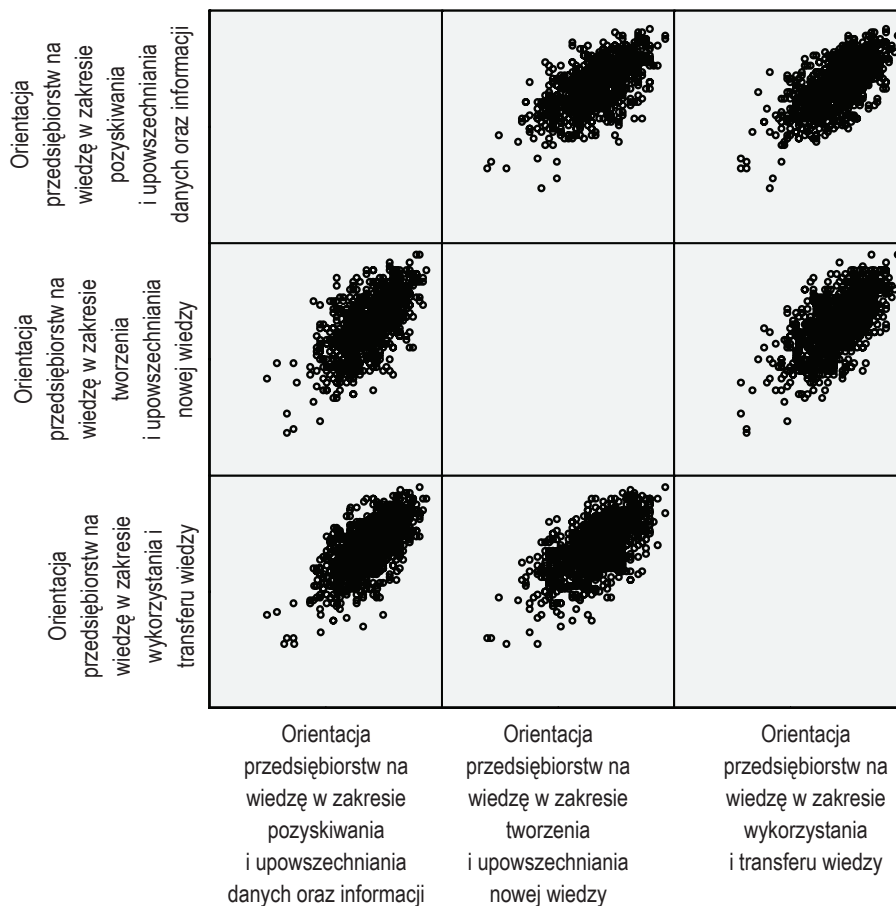 Orientacja
przedsiębiorstw na
wiedzę w zakresie
pozyskiwania
i upowszechniania
danych oraz informacji
Orientacja
przedsiębiorstw na
wiedzę w zakresie
tworzenia
i upowszechniania
nowej wiedzy
Orientacja
przedsiębiorstw na
wiedzę w zakresie
wykorzystania i
transferu wiedzy
Orientacja
przedsiębiorstw na
wiedzę w zakresie
pozyskiwania
i upowszechniania
danych oraz informacji
Orientacja
przedsiębiorstw na
wiedzę w zakresie
tworzenia
i upowszechniania
nowej wiedzy
Orientacja
przedsiębiorstw na
wiedzę w zakresie
wykorzystania
i transferu wiedzy